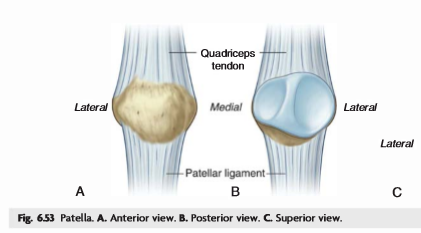 Quadriceps
tendon
Lateral
Medial
Lateral
Lateral
Patellar ligament
A
B
C
Fig. 6.53 Patella. A. Anterior view. B. Posterior view. C. Superior view.